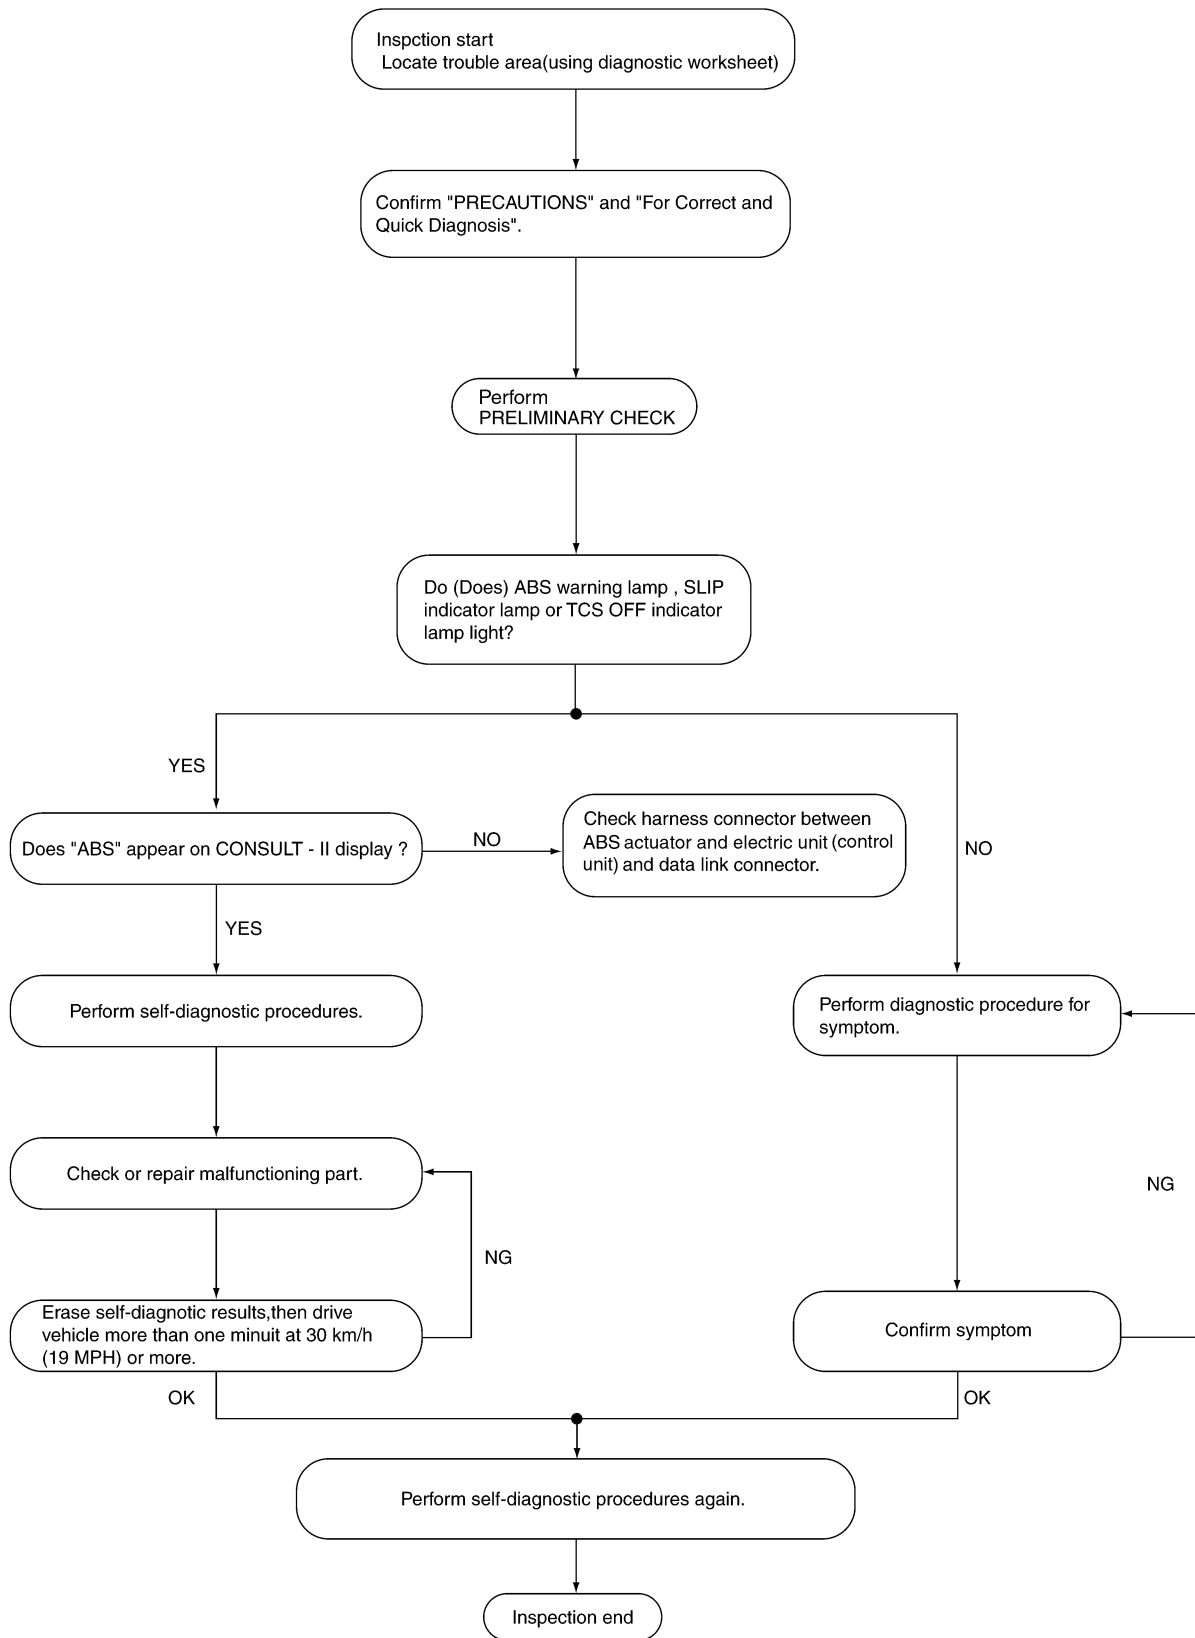 Inspction start
Locate trouble area(using diagnostic worksheet)
Confirm "PRECAUTIONS" and "For Correct and
Quick Diagnosis".
Perform
PRELIMINARY CHECK
Do (Does) ABS warning lamp , SLIP
indicator lamp or TCS OFF indicator
lamp light?
YES
NO
Does "ABS" appear on CONSULT - II display ?
NO
Check harness connector between
ABS actuator and electric unit (control
unit) and data link connector.
YES
Perform self-diagnostic procedures.
Perform diagnostic procedure for
symptom.
Check or repair malfunctioning part.
NG
NG
Erase self-diagnotic results,then drive
vehicle more than one minuit at 30 km/h
(19 MPH) or more.
Confirm symptom
OK
OK
Perform self-diagnostic procedures again.
Inspection end